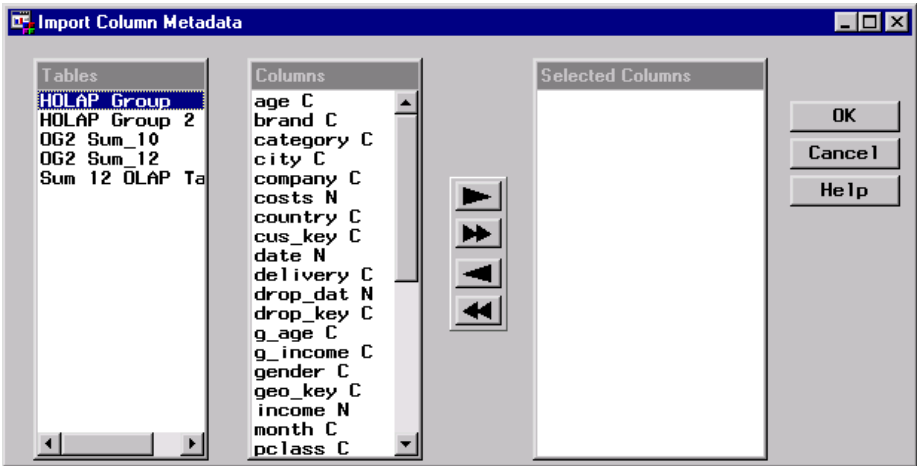 Import Column Metadata
Tables
HOLAP Group
HOLAP Group 2
OG2 Sum_10
OG2 Sum_12
Sum 12 OLAP Ta
Columns
age C
brand C
category C
city C
company C
costs N
country C
cus_key C
date N
delivery C
drop_dat N
drop_key C
g_age C
g_income C
gender C
geo_key C
income N
month C
pclass C
Selected Columns
OK
Cancel
Help